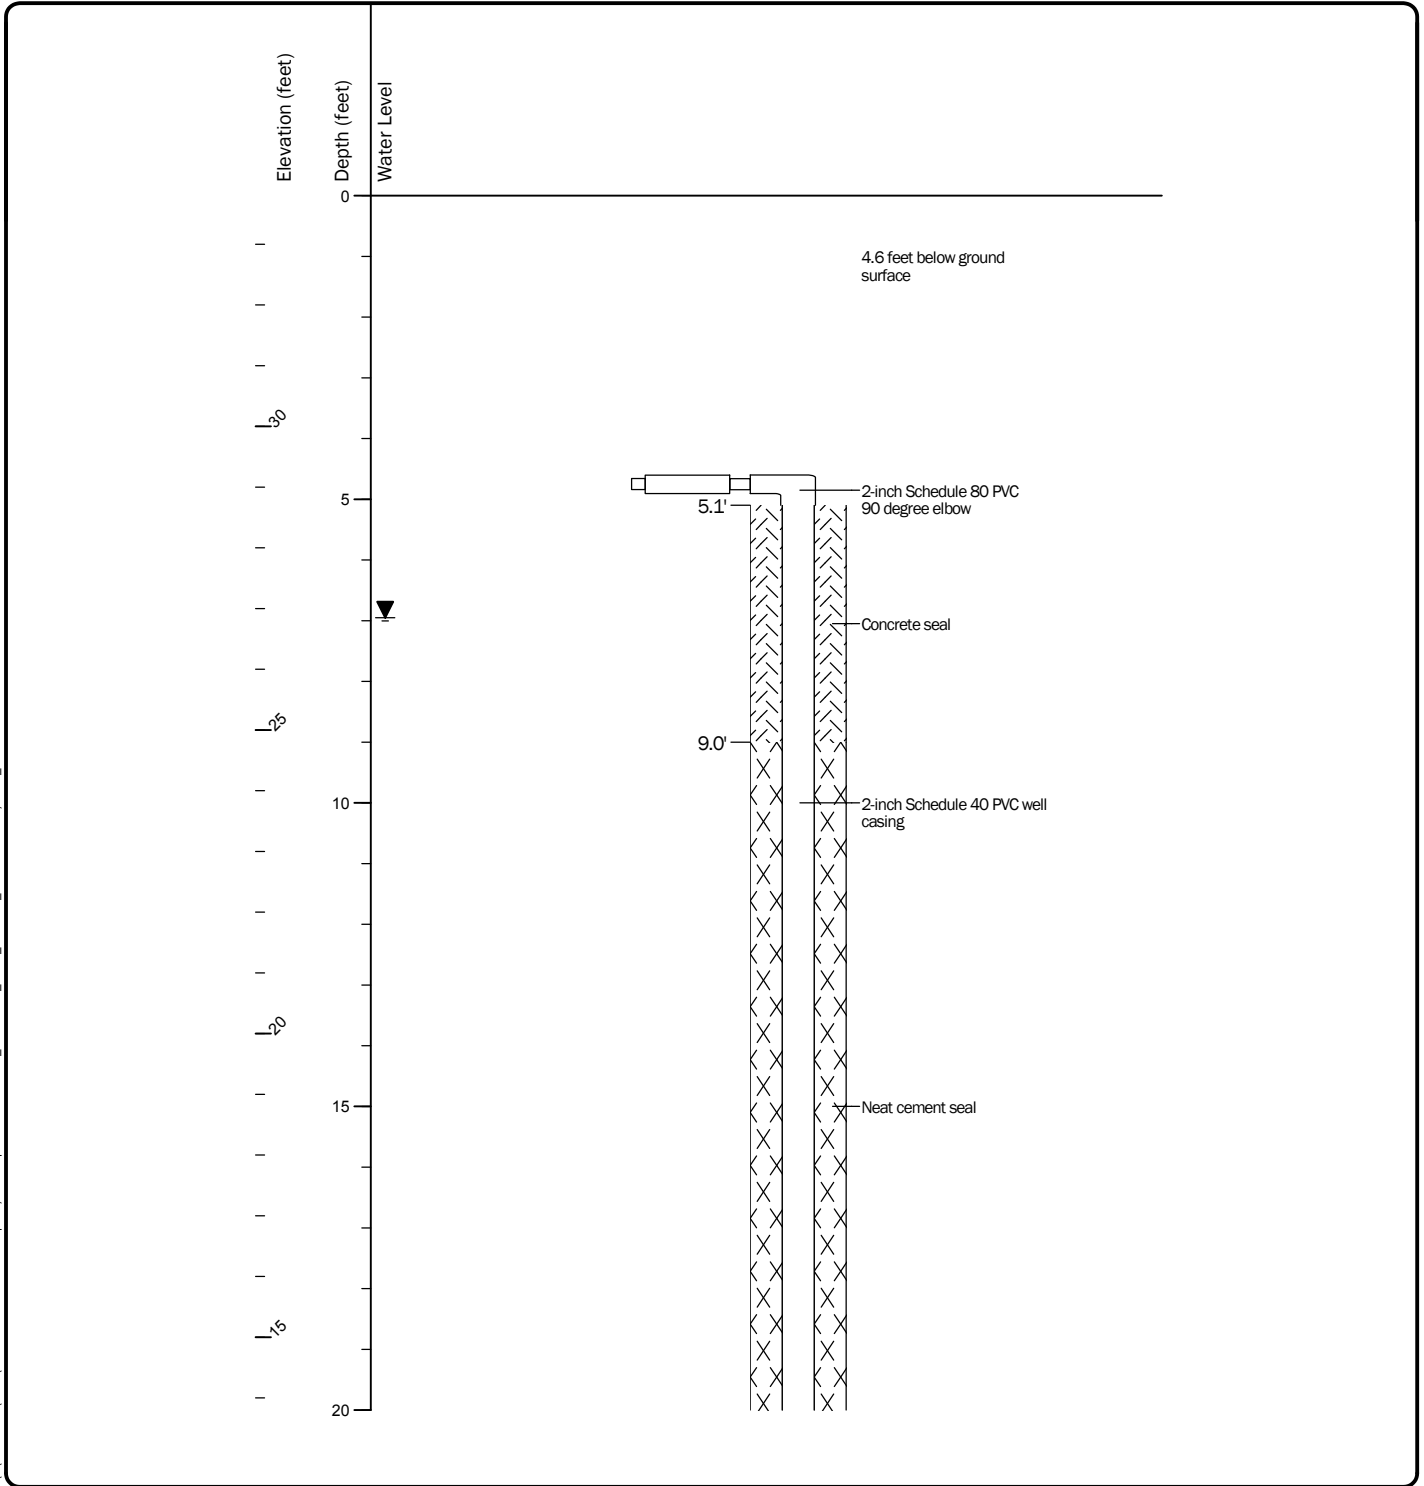 Elevation (feet)
Depth (feet)
Water Level
0
4.6 feet below ground
surface
30
2-inch Schedule 80 PVC
90 degree elbow
5
5.1'
Concrete seal
25
9.0'
10
2-inch Schedule 40 PVC well
casing
20
15
Neat cement seal
15
20